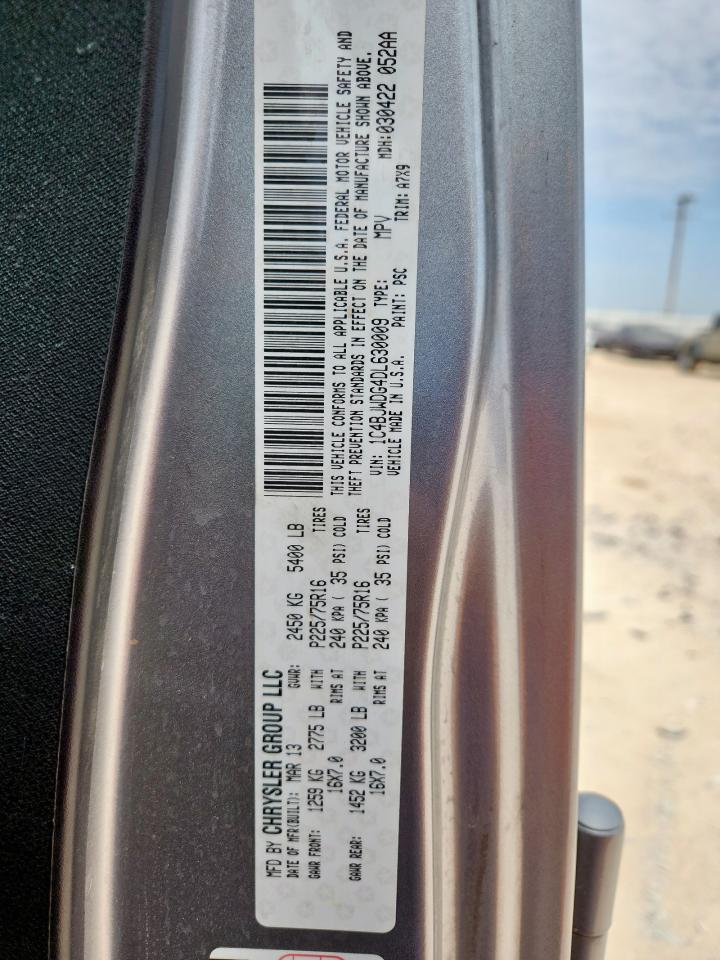 MFD BY CHRYSLER GROUP LLC
DATE OF MFR(BUILT): MAR 13 GVWR: 2450 KG 5400 LB
GAWR FRONT: 1259 KG 2775 LB WITH P225/75R16 TIRES
16X7.0 RIMS AT 240 KPA ( 35 PSI) COLD
GAWR REAR: 1452 KG 3200 LB WITH P225/75R16 TIRES
16X7.0 RIMS AT 240 KPA ( 35 PSI) COLD
THIS VEHICLE CONFORMS TO ALL APPLICABLE U.S.A. FEDERAL MOTOR VEHICLE SAFETY AND
THEFT PREVENTION STANDARDS IN EFFECT ON THE DATE OF MANUFACTURE SHOWN ABOVE.
VIN: 1C4BJWDG4DL630009 TYPE: MPV MDH:030422 052AA
VEHICLE MADE IN U.S.A. PAINT: PSC TRIM: A7X9